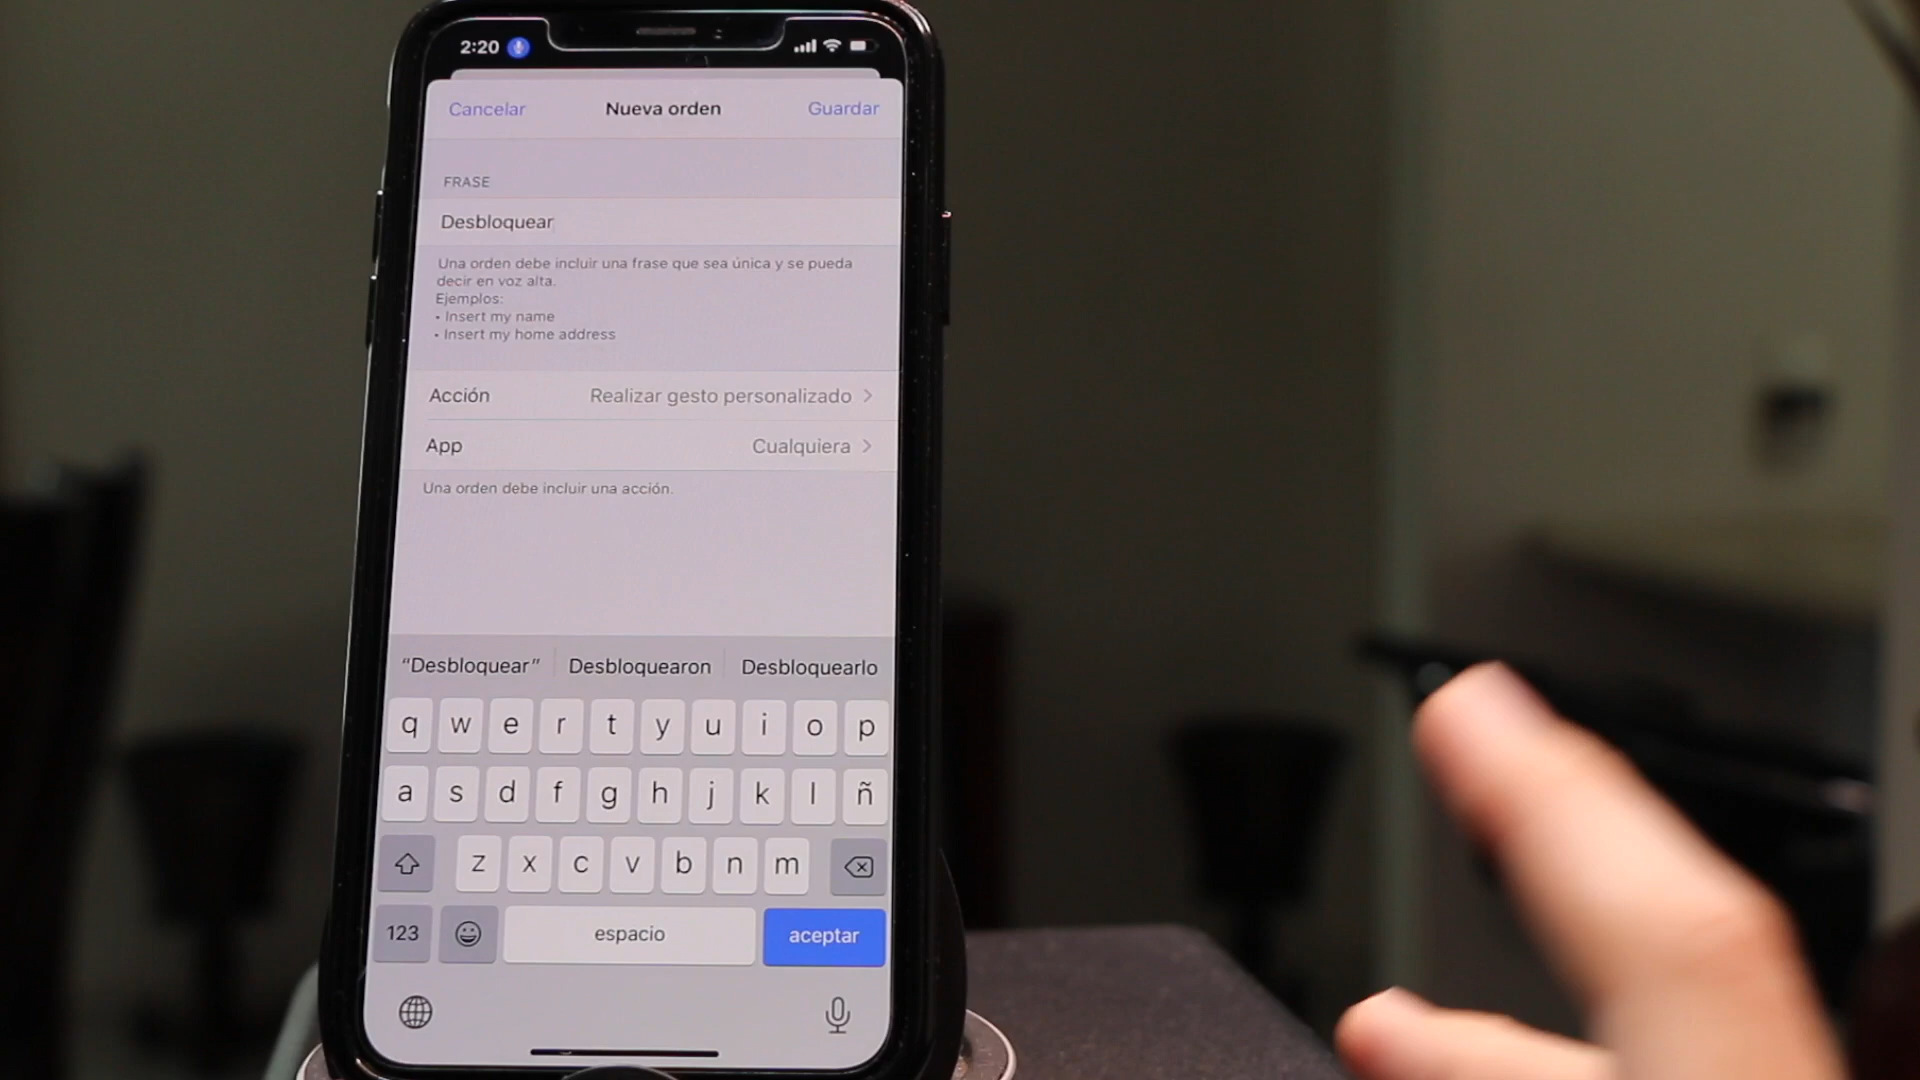 2:20
Cancelar Nueva orden Guardar
FRASE
Desbloquear
Una orden debe incluir una frase que sea única y se pueda
decir en voz alta.
Ejemplos:
• Insert my name
• Insert my home address
Acción Realizar gesto personalizado >
App Cualquiera >
Una orden debe incluir una acción.
"Desbloquear" Desbloquearon Desbloquearlo
q w e r t y u i o p
a s d f g h j k l ñ
z x c v b n m
123 espacio aceptar